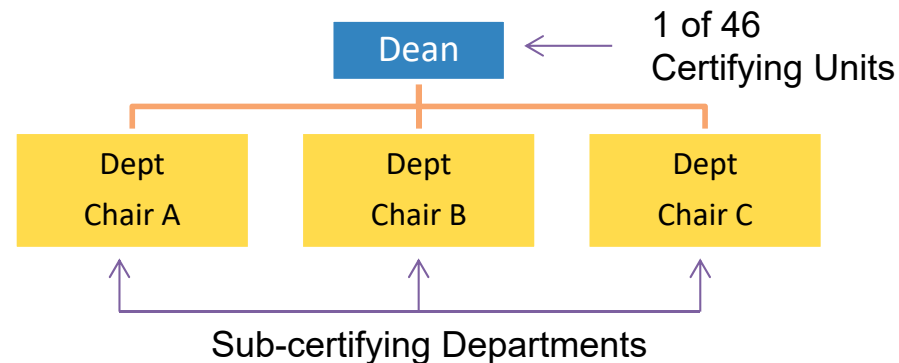 Dean
1 of 46
Certifying Units
Dept
Chair A
Dept
Chair B
Dept
Chair C
Sub-certifying Departments